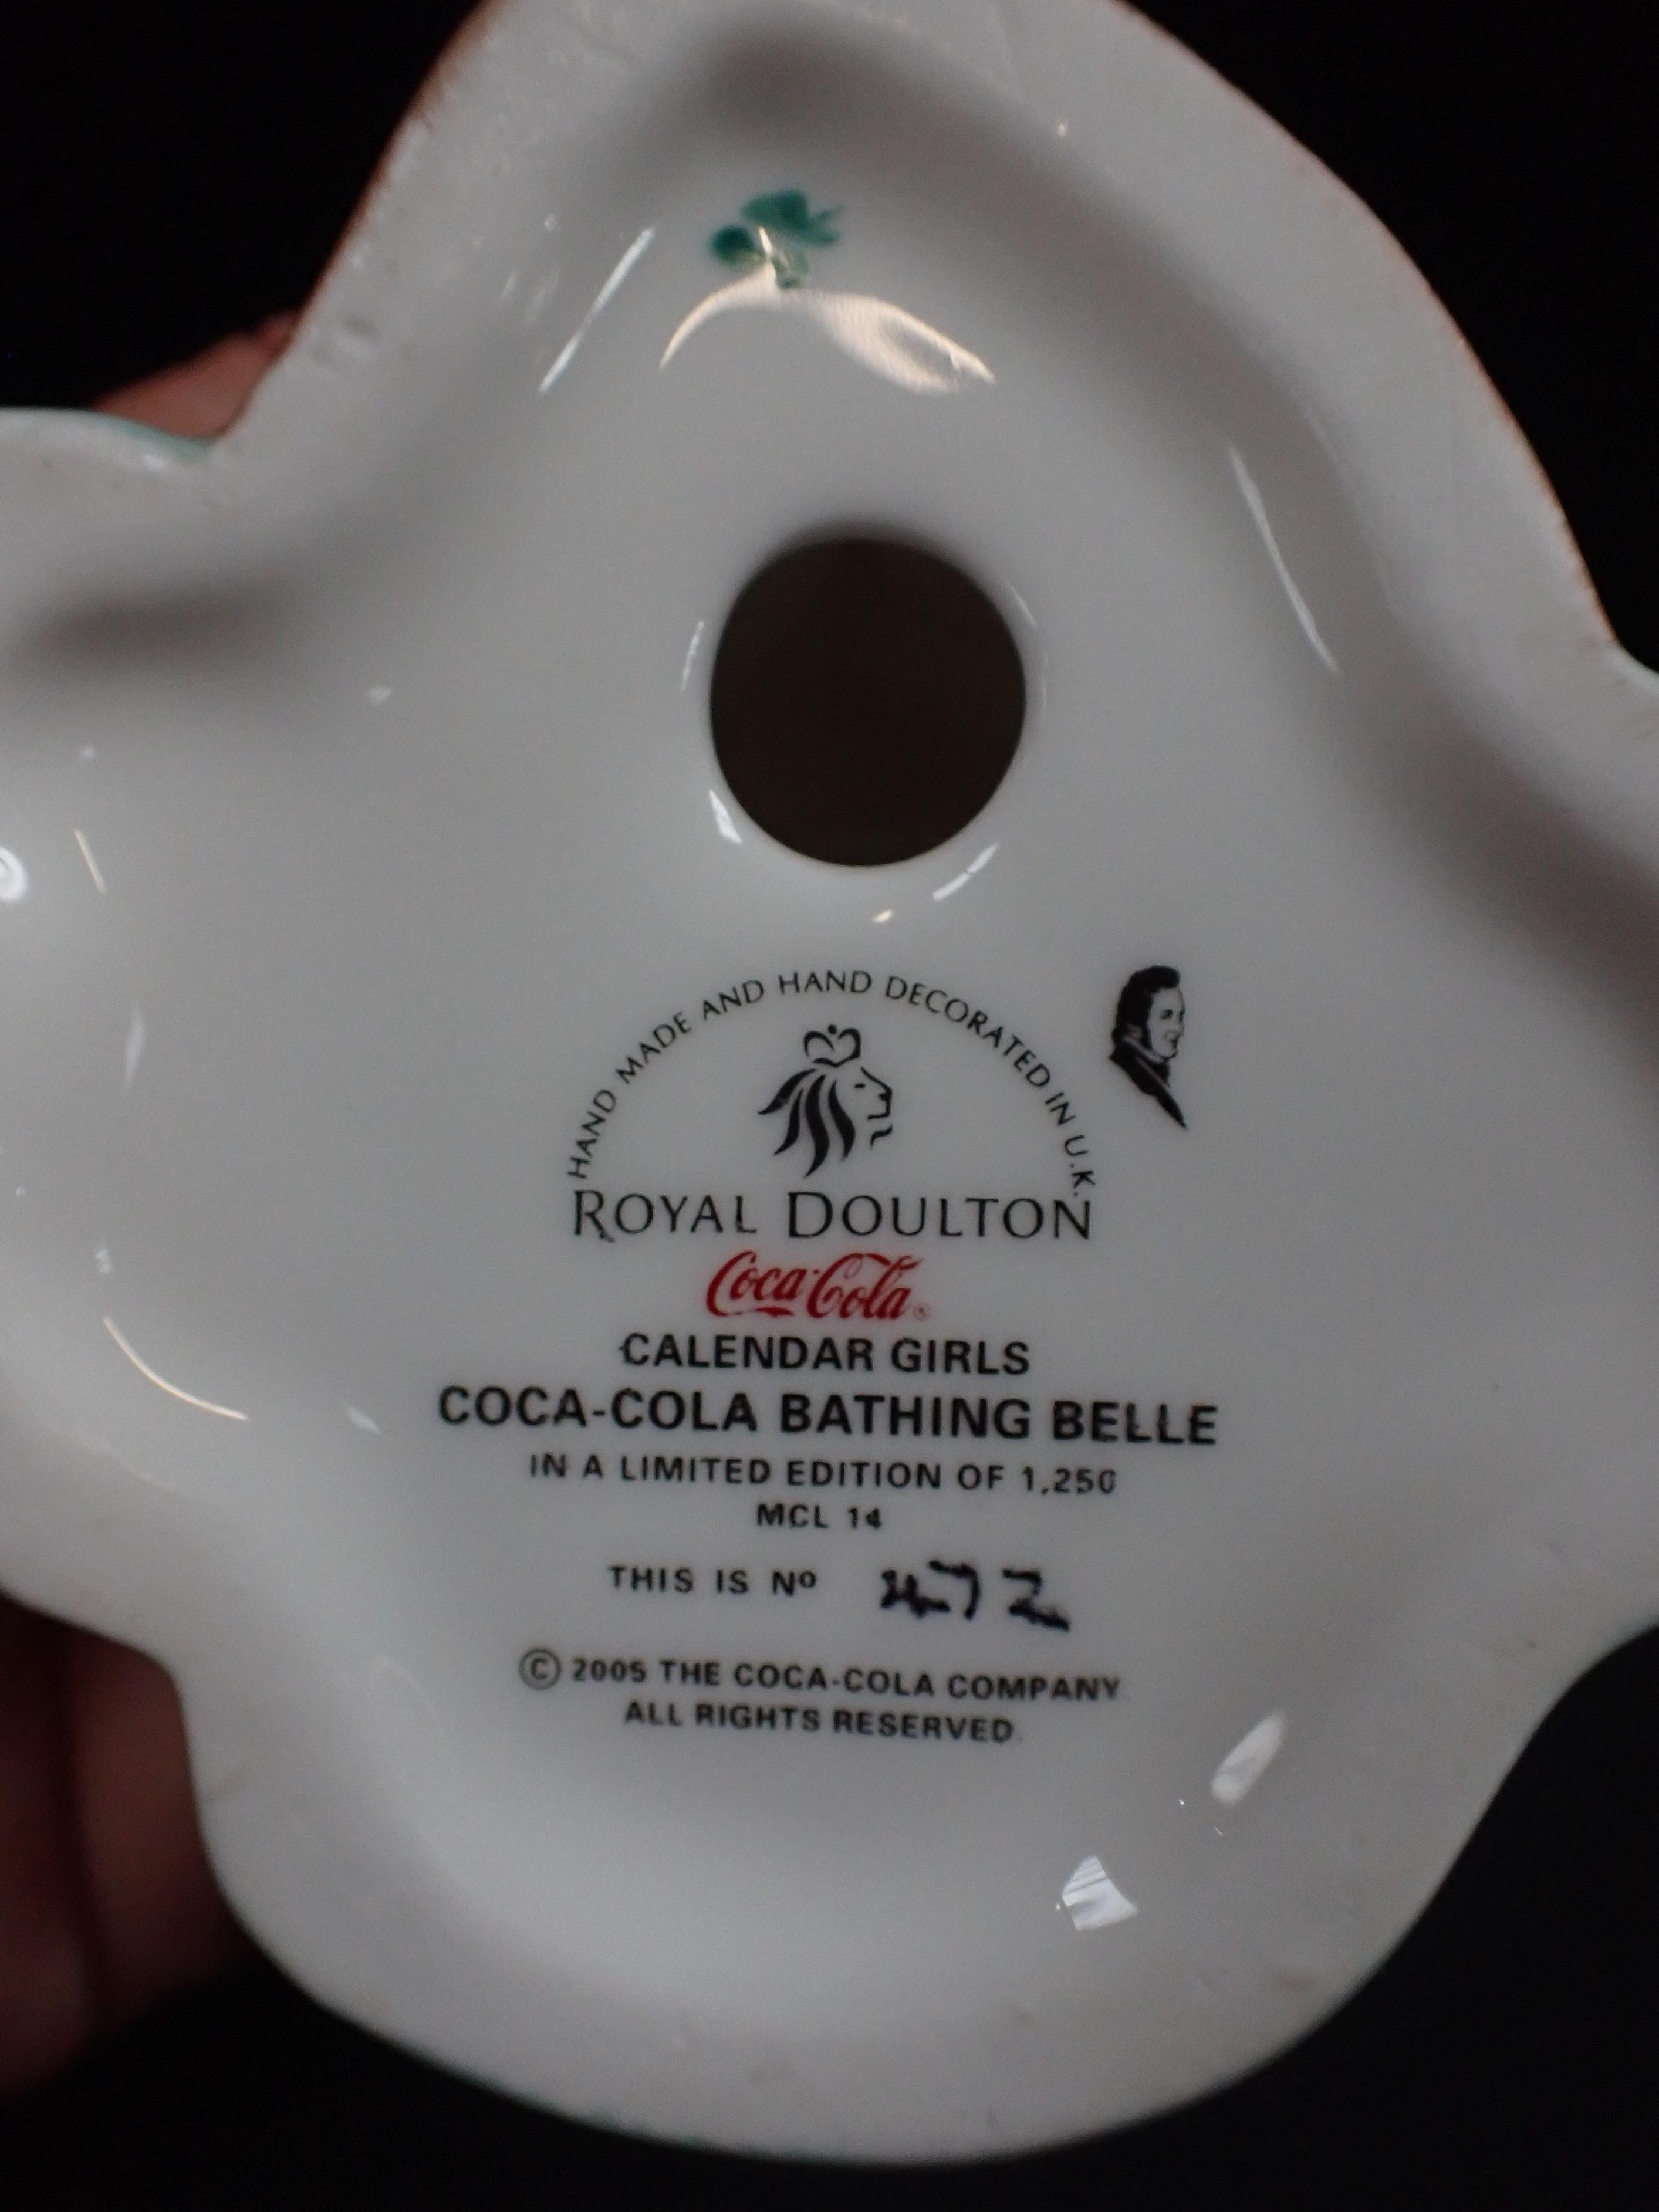 HAND MADE AND HAND DECORATED IN U.K.
ROYAL DOULTON
Coca-Cola ®
CALENDAR GIRLS
COCA-COLA BATHING BELLE
IN A LIMITED EDITION OF 1,250
MCL 14
THIS IS Nº 472
© 2005 THE COCA-COLA COMPANY
ALL RIGHTS RESERVED.